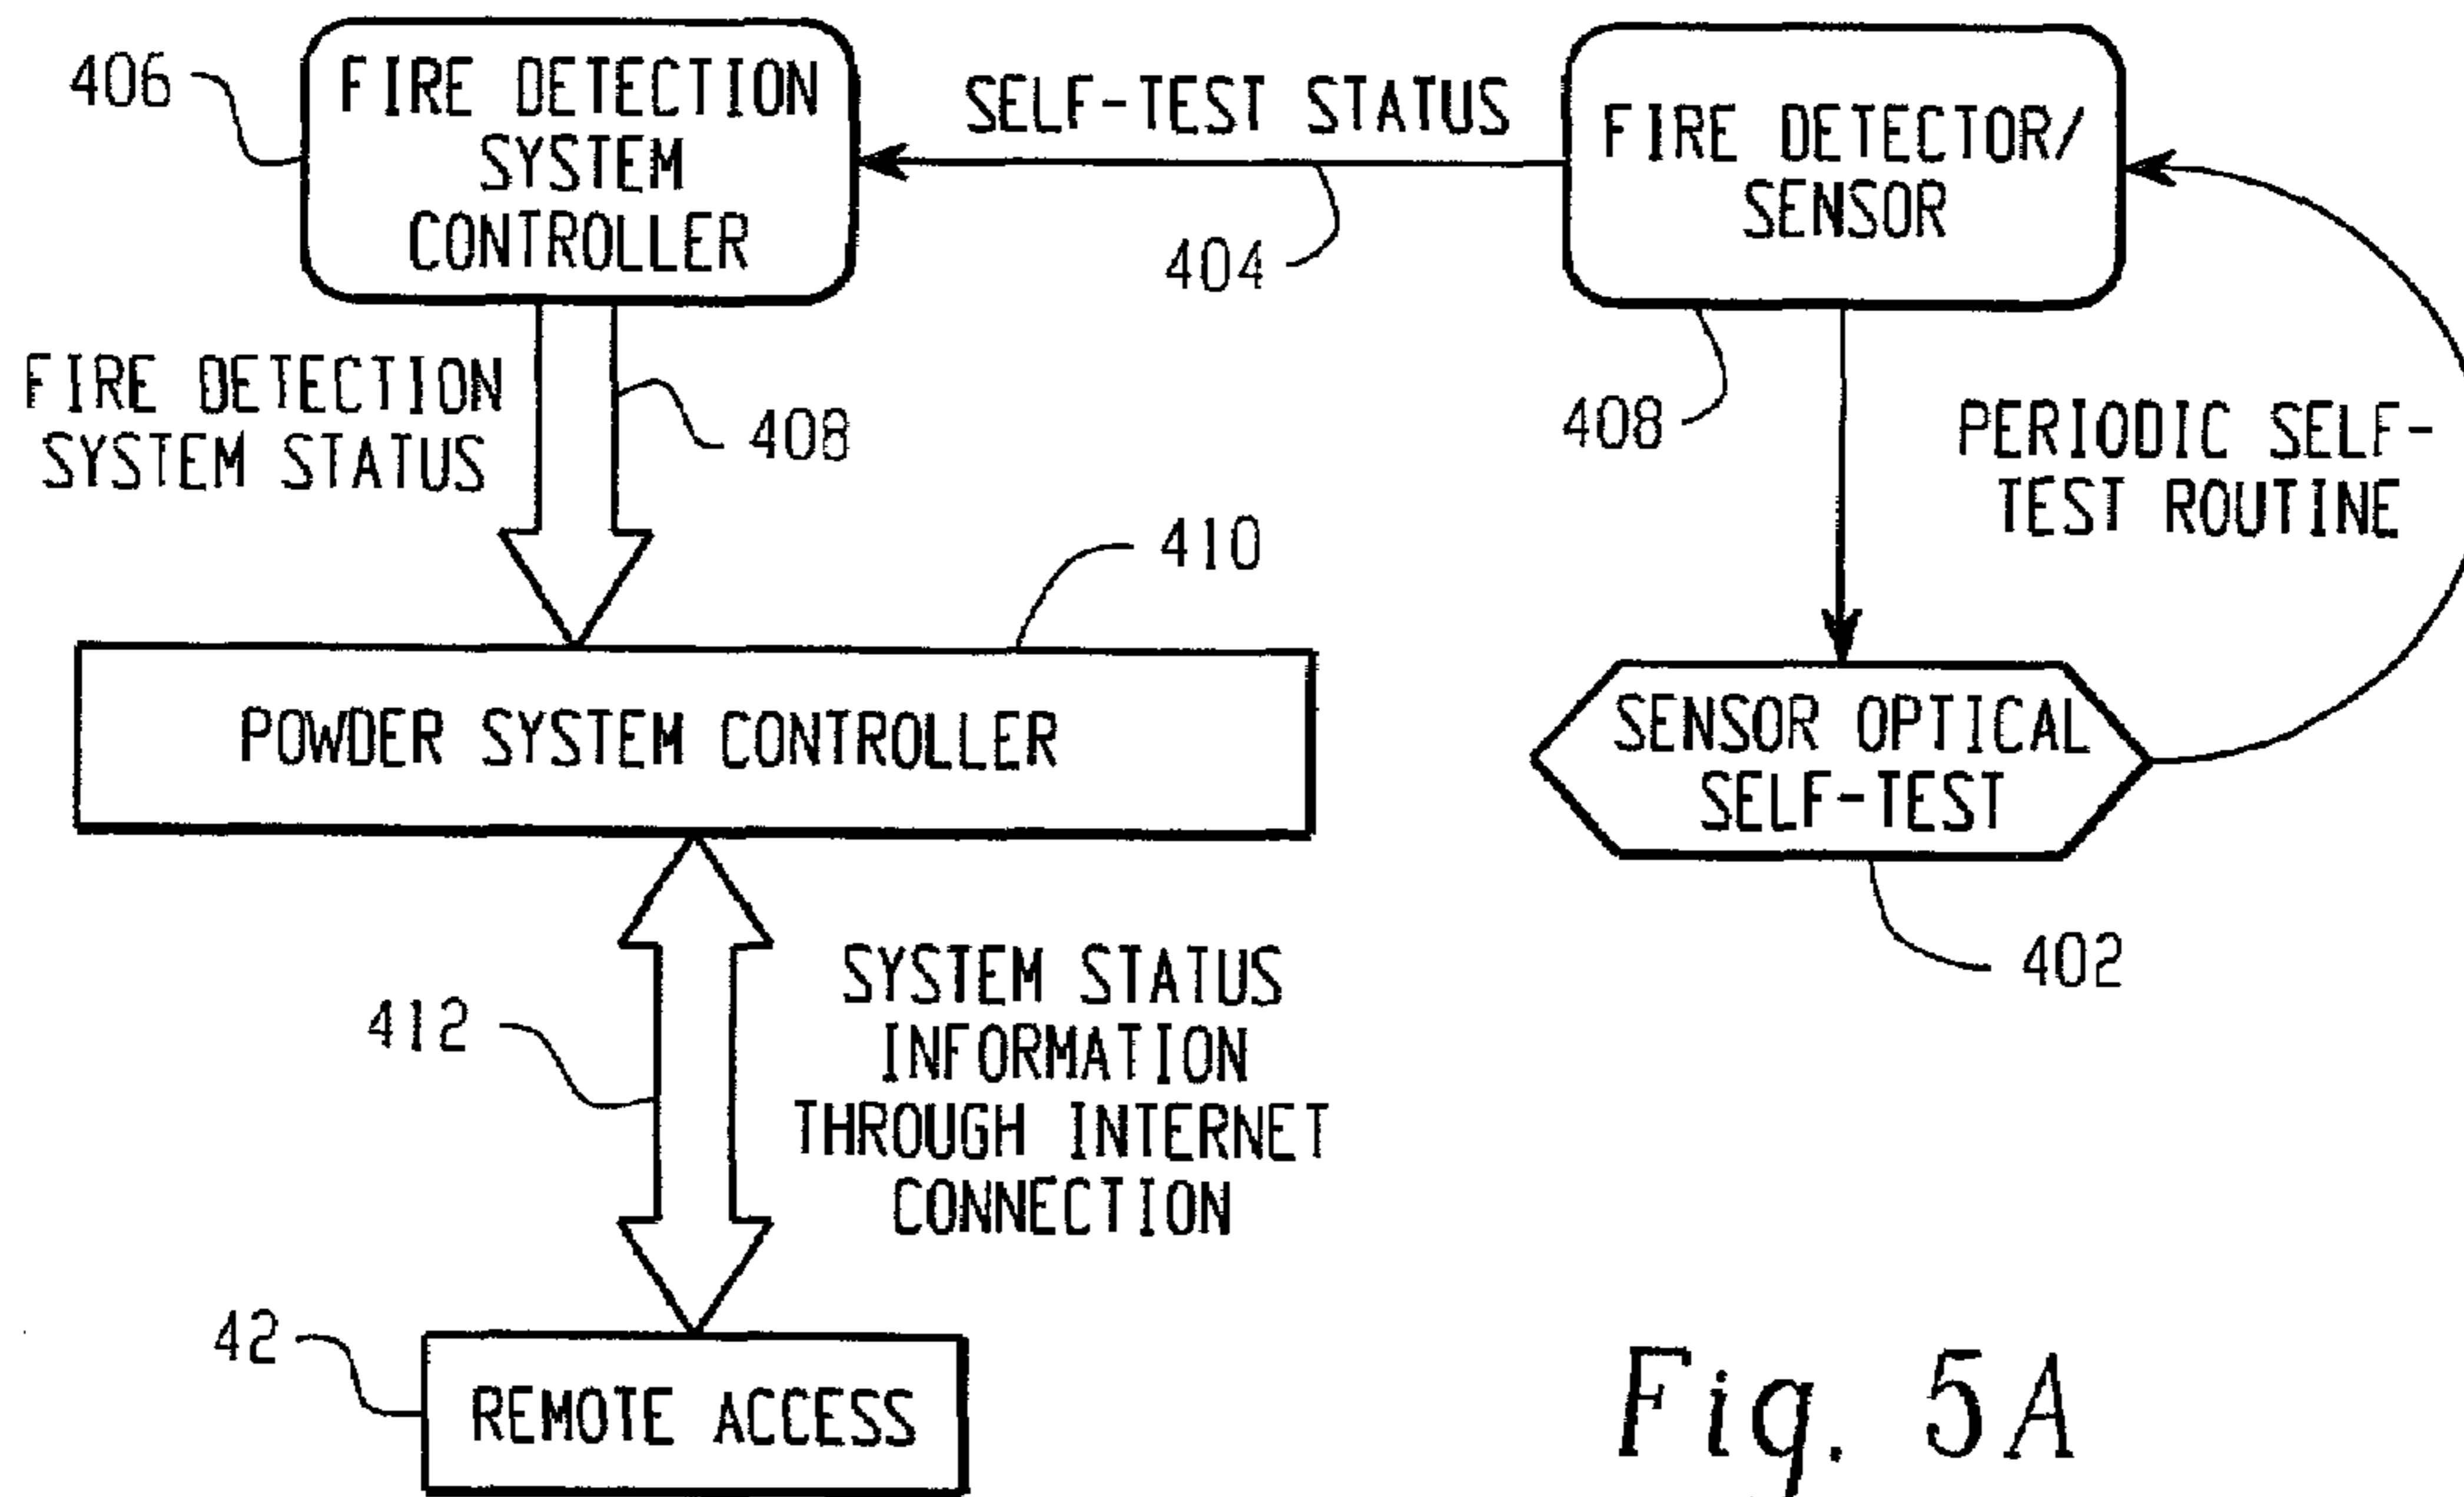 406
FIRE DETECTION
SYSTEM
CONTROLLER
SELF-TEST STATUS
404
FIRE DETECTOR/
SENSOR
FIRE DETECTION
SYSTEM STATUS
408
408
PERIODIC SELF-
TEST ROUTINE
410
POWDER SYSTEM CONTROLLER
SENSOR OPTICAL
SELF-TEST
402
412
SYSTEM STATUS
INFORMATION
THROUGH INTERNET
CONNECTION
42
REMOTE ACCESS
Fig. 5A